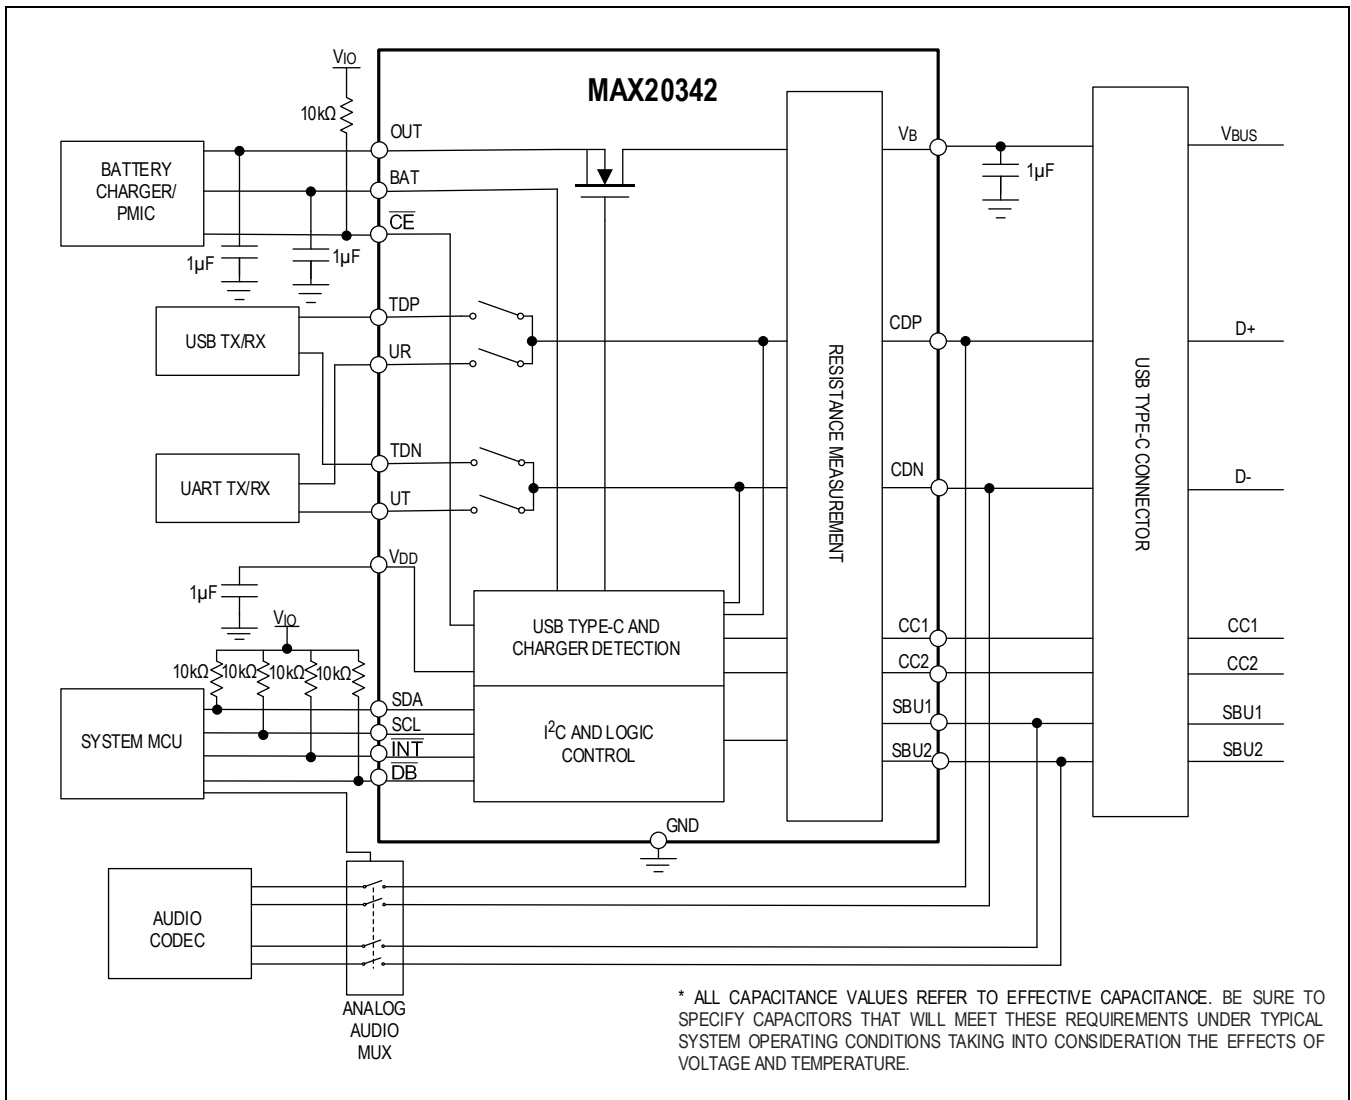 MAX20342
VIO
10kΩ
OUT
VB
VBUS
BATTERY
CHARGER/
PMIC
BAT
1µF
CE
1µF
1µF
TDP
CDP
D+
USB TX/RX
UR
RESISTANCE MEASUREMENT
USB TYPE-C CONNECTOR
TDN
CDN
D-
UART TX/RX
UT
VDD
1µF
VIO
USB TYPE-C AND
CHARGER DETECTION
CC1
CC1
CC2
CC2
10kΩ
10kΩ
10kΩ
10kΩ
SDA
SBU1
SBU1
SYSTEM MCU
SCL
I2C AND LOGIC
CONTROL
INT
SBU2
SBU2
DB
GND
AUDIO
CODEC
ANALOG
AUDIO
MUX
* ALL CAPACITANCE VALUES REFER TO EFFECTIVE CAPACITANCE. BE SURE TO
SPECIFY CAPACITORS THAT WILL MEET THESE REQUIREMENTS UNDER TYPICAL
SYSTEM OPERATING CONDITIONS TAKING INTO CONSIDERATION THE EFFECTS OF
VOLTAGE AND TEMPERATURE.